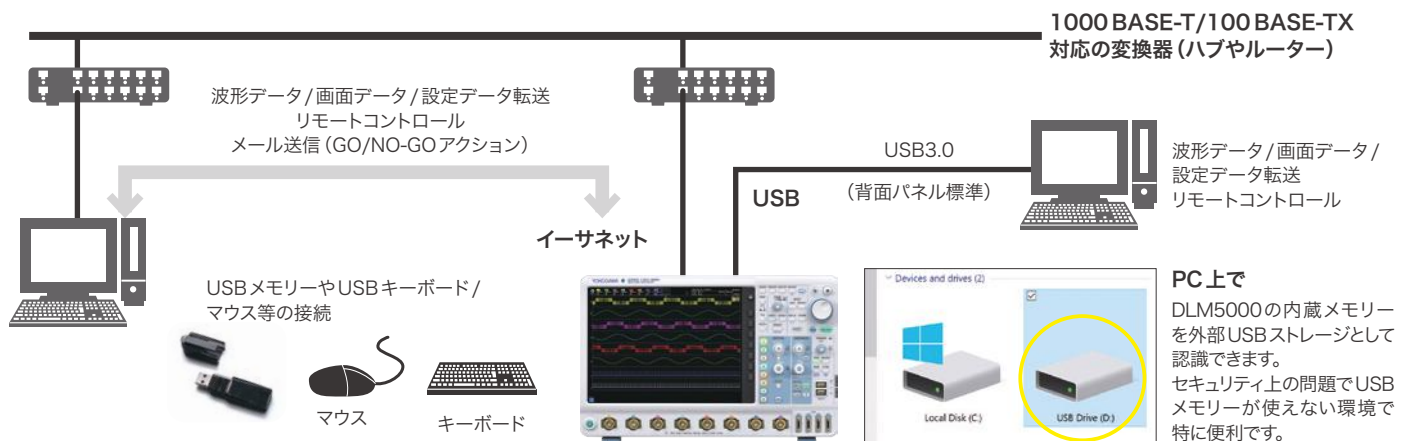 1000 BASE-T/100 BASE-TX
対応の変換器(ハブやルーター)
波形データ/画面データ/設定データ転送
リモートコントロール
メール送信(GO/NO-GOアクション)
イーサネット
USB
USB3.0
(背面パネル標準)
波形データ/画面データ/
設定データ転送
リモートコントロール
USBメモリーやUSBキーボード/
マウス等の接続
マウス
キーボード
YOKOGAWA
Devices and drives (2)
Local Disk (C:)
USB Drive (D:)
PC上で
DLM5000の内蔵メモリー
を外部USBストレージとして
認識できます。
セキュリティ上の問題でUSB
メモリーが使えない環境で
特に便利です。